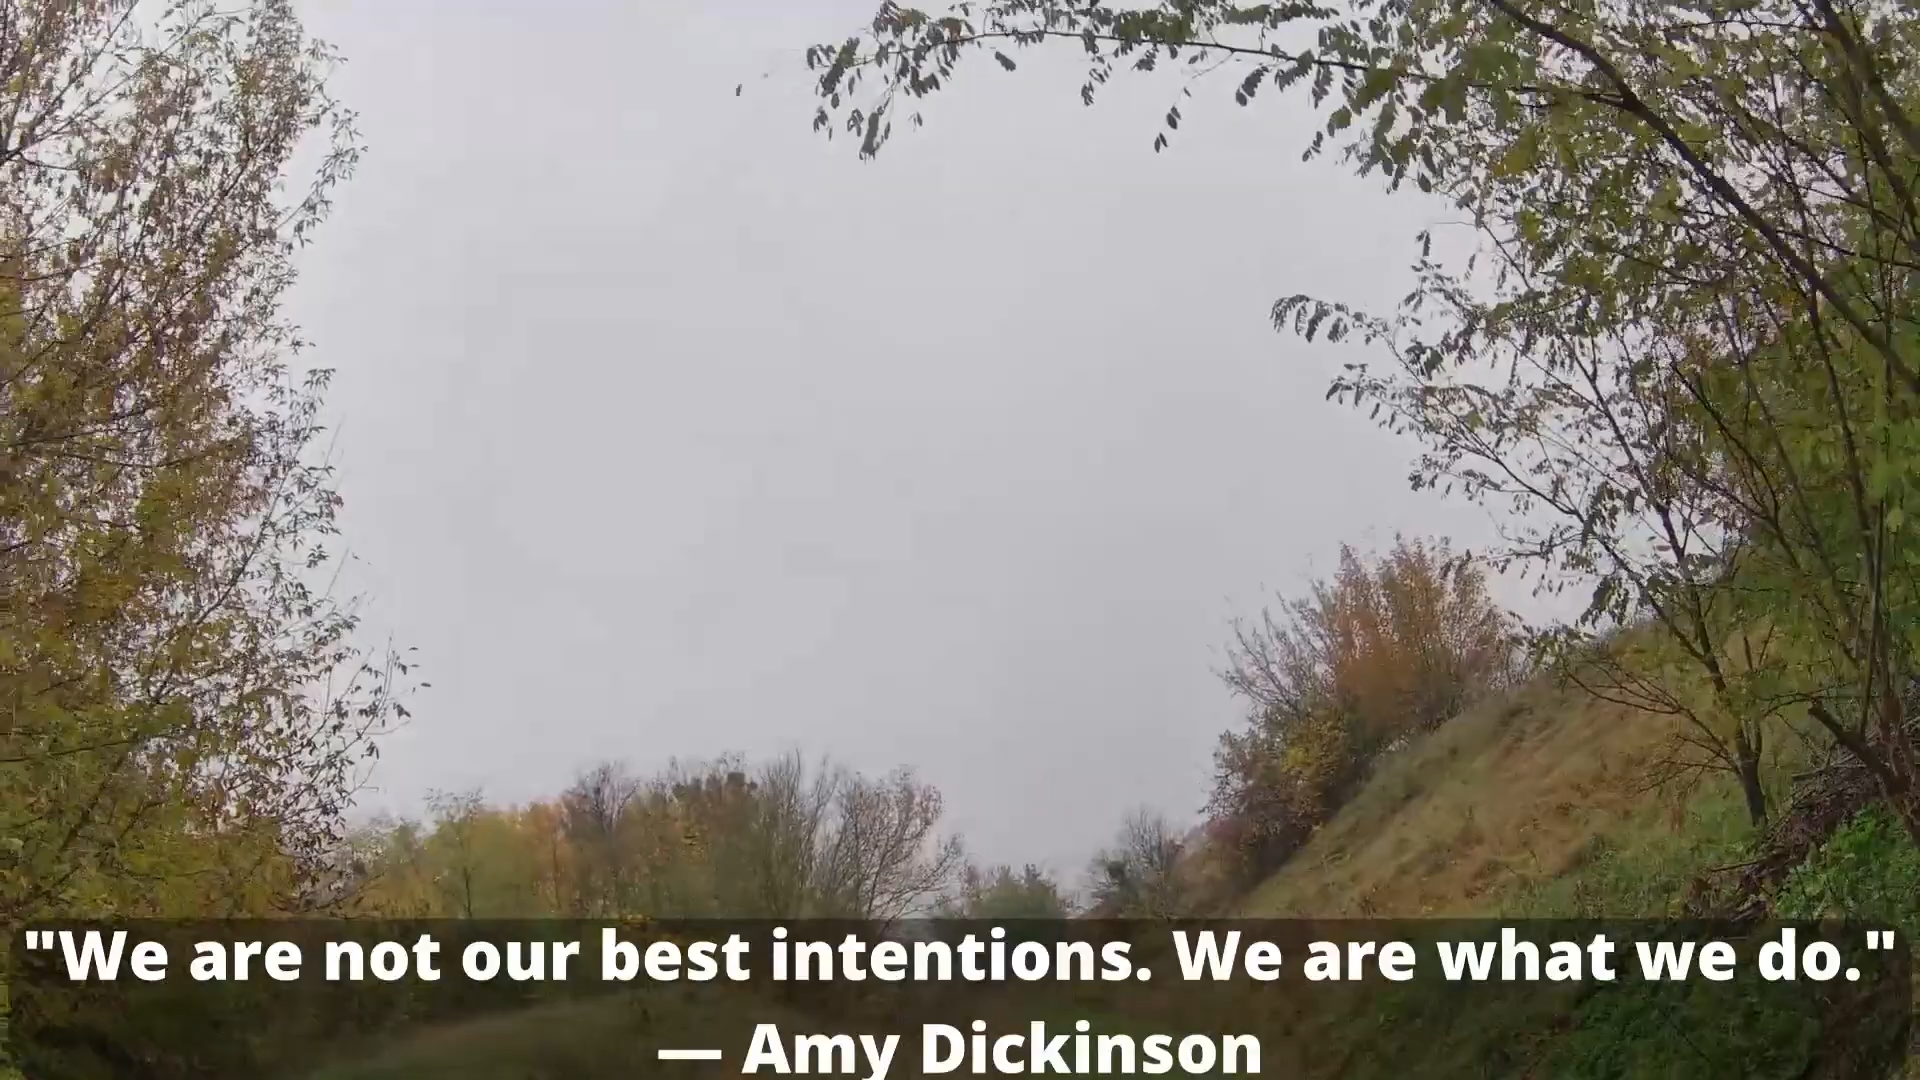 "We are not our best intentions. We are what we do."
— Amy Dickinson